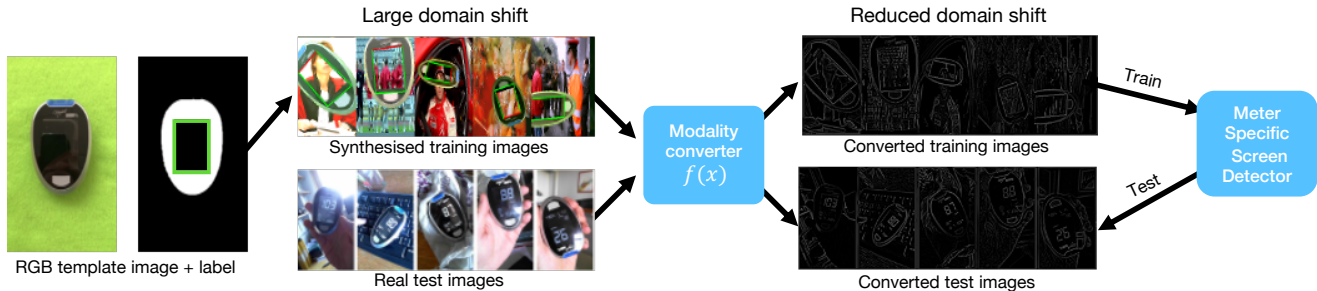 Large domain shift
Reduced domain shift
RGB template image + label
Synthesised training images
Real test images
Modality
converter
f(x)
Converted training images
Converted test images
Train
Test
Meter
Specific
Screen
Detector